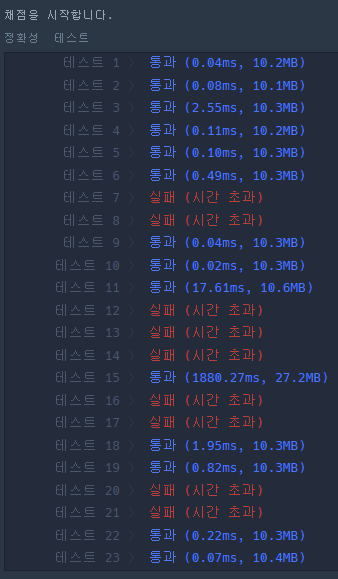 채점을 시작합니다.
정확성 테스트
테스트 1 〉 통과 (0.04ms, 10.2MB)
테스트 2 〉 통과 (0.08ms, 10.1MB)
테스트 3 〉 통과 (2.55ms, 10.3MB)
테스트 4 〉 통과 (0.11ms, 10.2MB)
테스트 5 〉 통과 (0.10ms, 10.3MB)
테스트 6 〉 통과 (0.49ms, 10.3MB)
테스트 7 〉 실패 (시간 초과)
테스트 8 〉 실패 (시간 초과)
테스트 9 〉 통과 (0.04ms, 10.3MB)
테스트 10 〉 통과 (0.02ms, 10.3MB)
테스트 11 〉 통과 (17.61ms, 10.6MB)
테스트 12 〉 실패 (시간 초과)
테스트 13 〉 실패 (시간 초과)
테스트 14 〉 실패 (시간 초과)
테스트 15 〉 통과 (1880.27ms, 27.2MB)
테스트 16 〉 실패 (시간 초과)
테스트 17 〉 실패 (시간 초과)
테스트 18 〉 통과 (1.95ms, 10.3MB)
테스트 19 〉 통과 (0.82ms, 10.3MB)
테스트 20 〉 실패 (시간 초과)
테스트 21 〉 실패 (시간 초과)
테스트 22 〉 통과 (0.22ms, 10.3MB)
테스트 23 〉 통과 (0.07ms, 10.4MB)